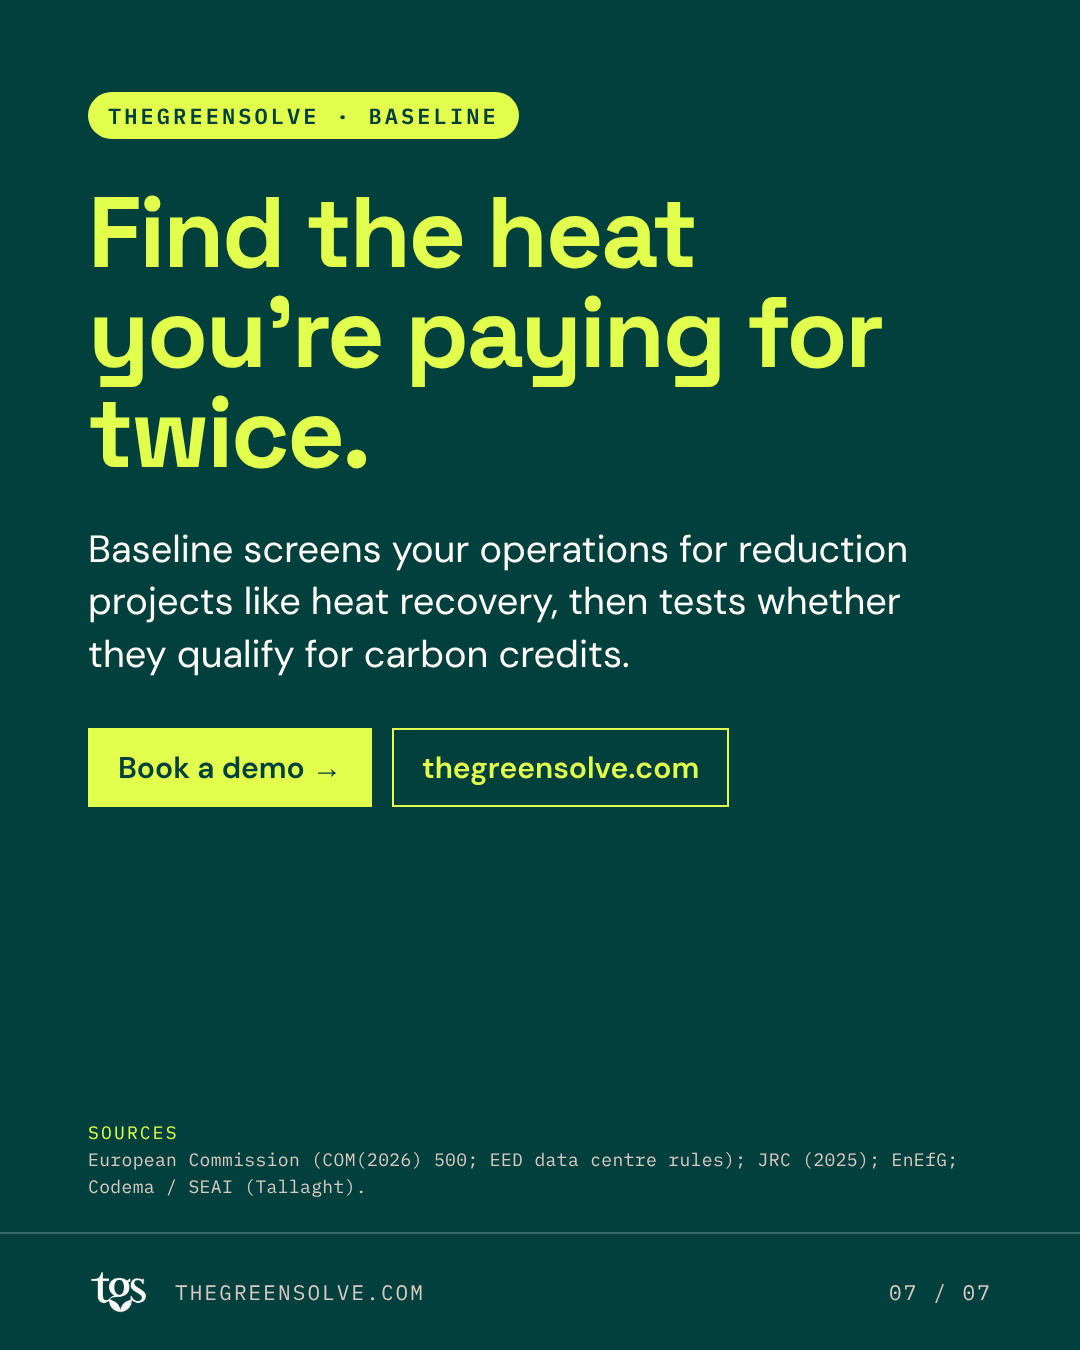 THEGREENSOLVE · BASELINE
Find the heat
you’re paying for
twice.
Baseline screens your operations for reduction
projects like heat recovery, then tests whether
they qualify for carbon credits.
Book a demo →
thegreensolve.com
SOURCES
European Commission (COM(2026) 500; EED data centre rules); JRC (2025); EnEfG;
Codema / SEAI (Tallaght).
tgs
THEGREENSOLVE.COM
07 / 07